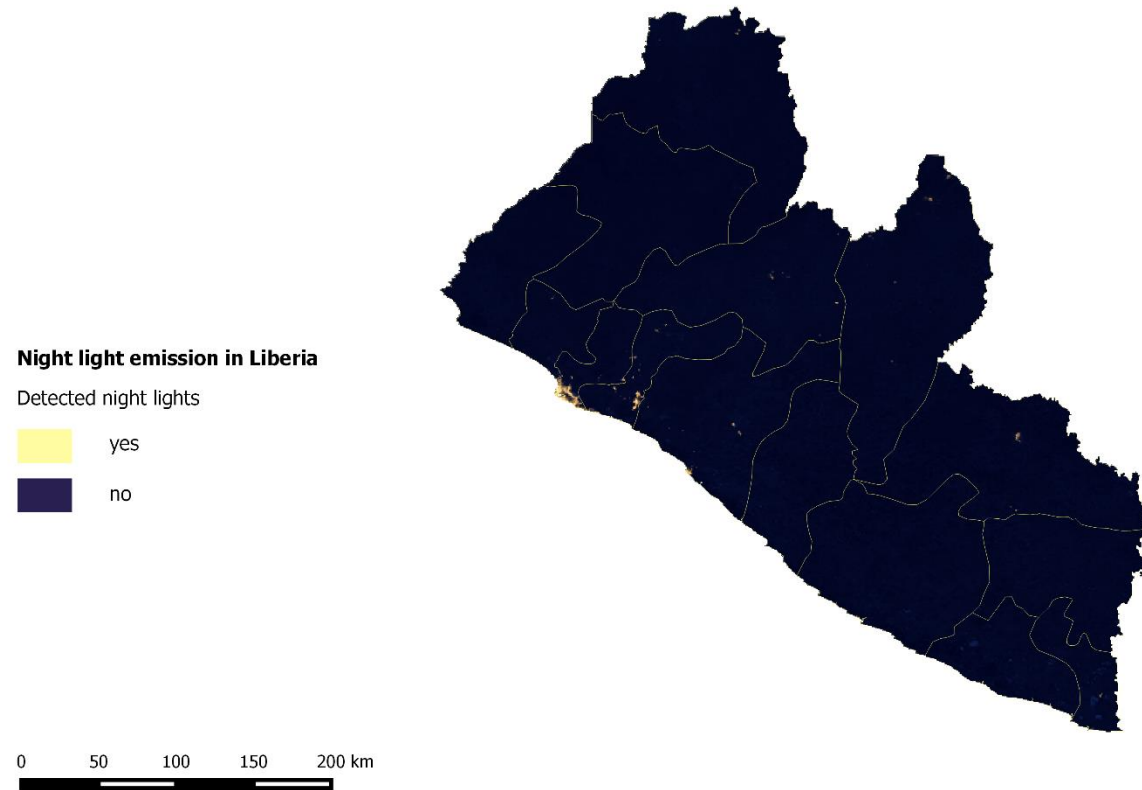 Night light emission in Liberia
Detected night lights
yes
no
0 50 100 150 200 km